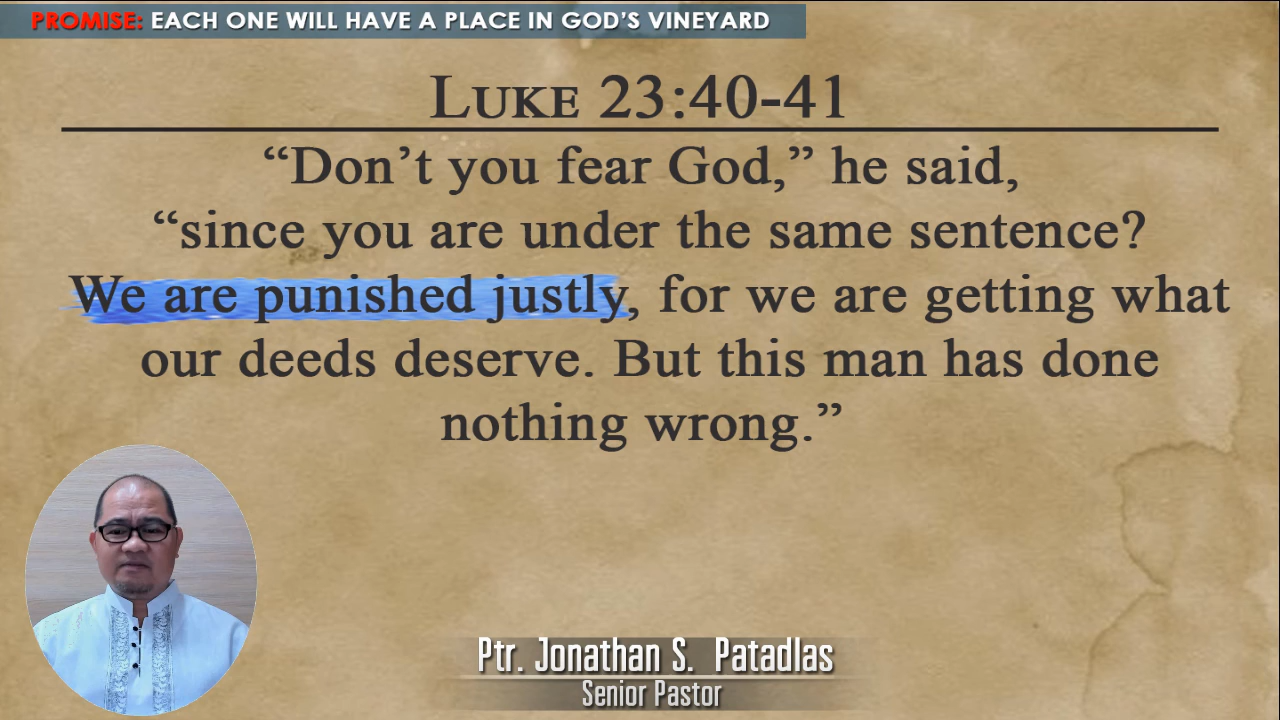 PROMISE: EACH ONE WILL HAVE A PLACE IN GOD’S VINEYARD
LUKE 23:40-41
“Don’t you fear God,” he said,
“since you are under the same sentence?
We are punished justly, for we are getting what
our deeds deserve. But this man has done
nothing wrong.”
Ptr. Jonathan S. Patadlas
Senior Pastor